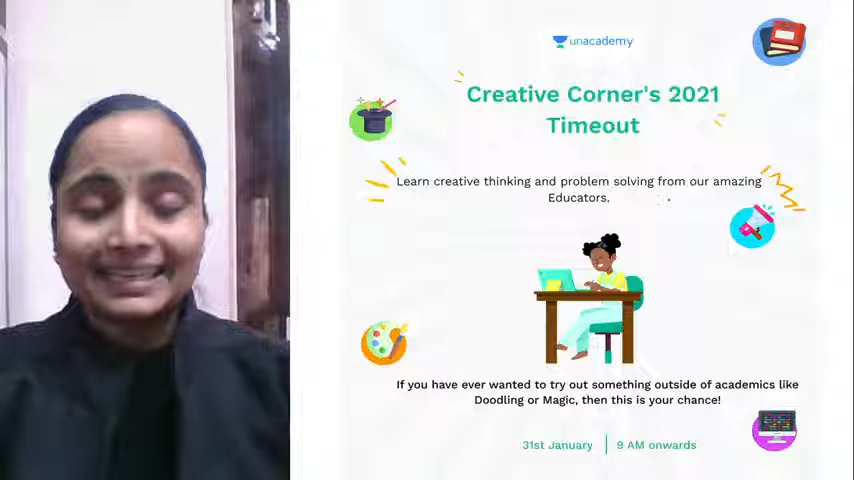 unacademy
Creative Corner's 2021
Timeout
Learn creative thinking and problem solving from our amazing
Educators.
If you have ever wanted to try out something outside of academics like
Doodling or Magic, then this is your chance!
31st January | 9 AM onwards